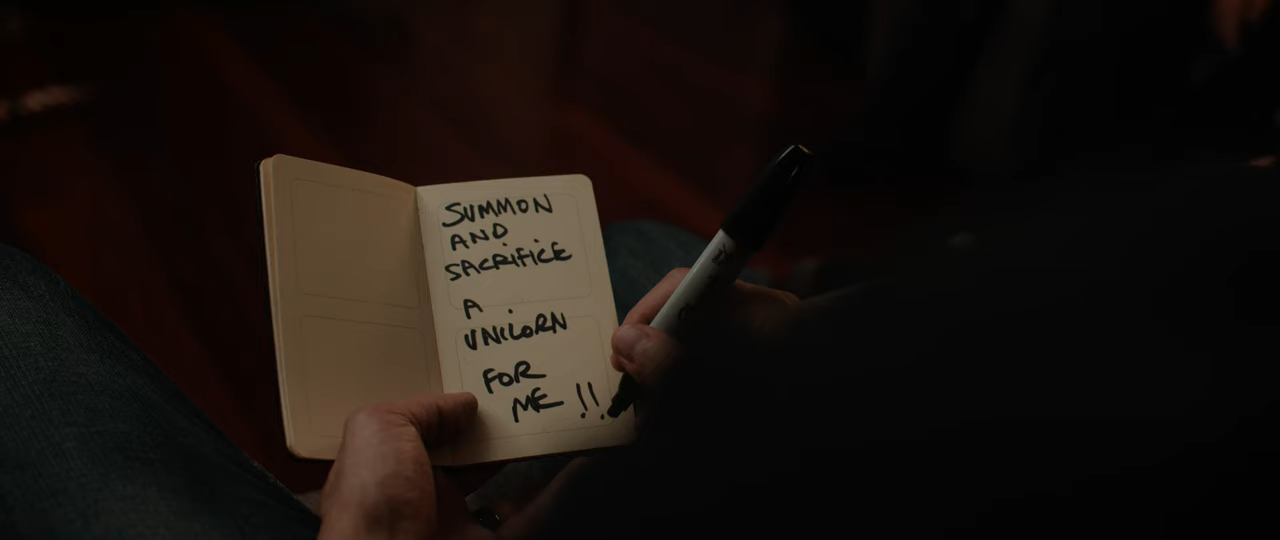 SUMMON
AND
SACRIFICE
A
UNICORN
FOR
ME !!